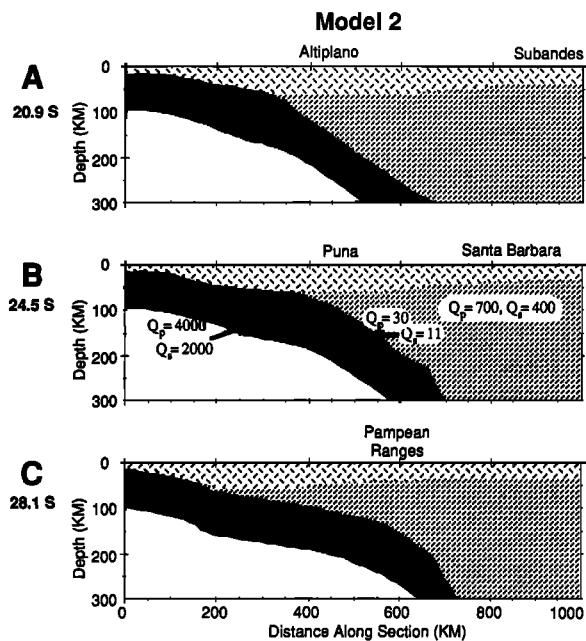 Model 2
Altiplano Subandes
A
20.9 S
Depth (KM)
0
100
200
300
Puna Santa Barbara
B
24.5 S
Depth (KM)
0
100
200
300
Qp=4000
Qs=2000
Qp=30
Qs=11
Qp=700, Qs=400
Pampean
Ranges
C
28.1 S
Depth (KM)
0
100
200
300
0 200 400 600 800 1000
Distance Along Section (KM)